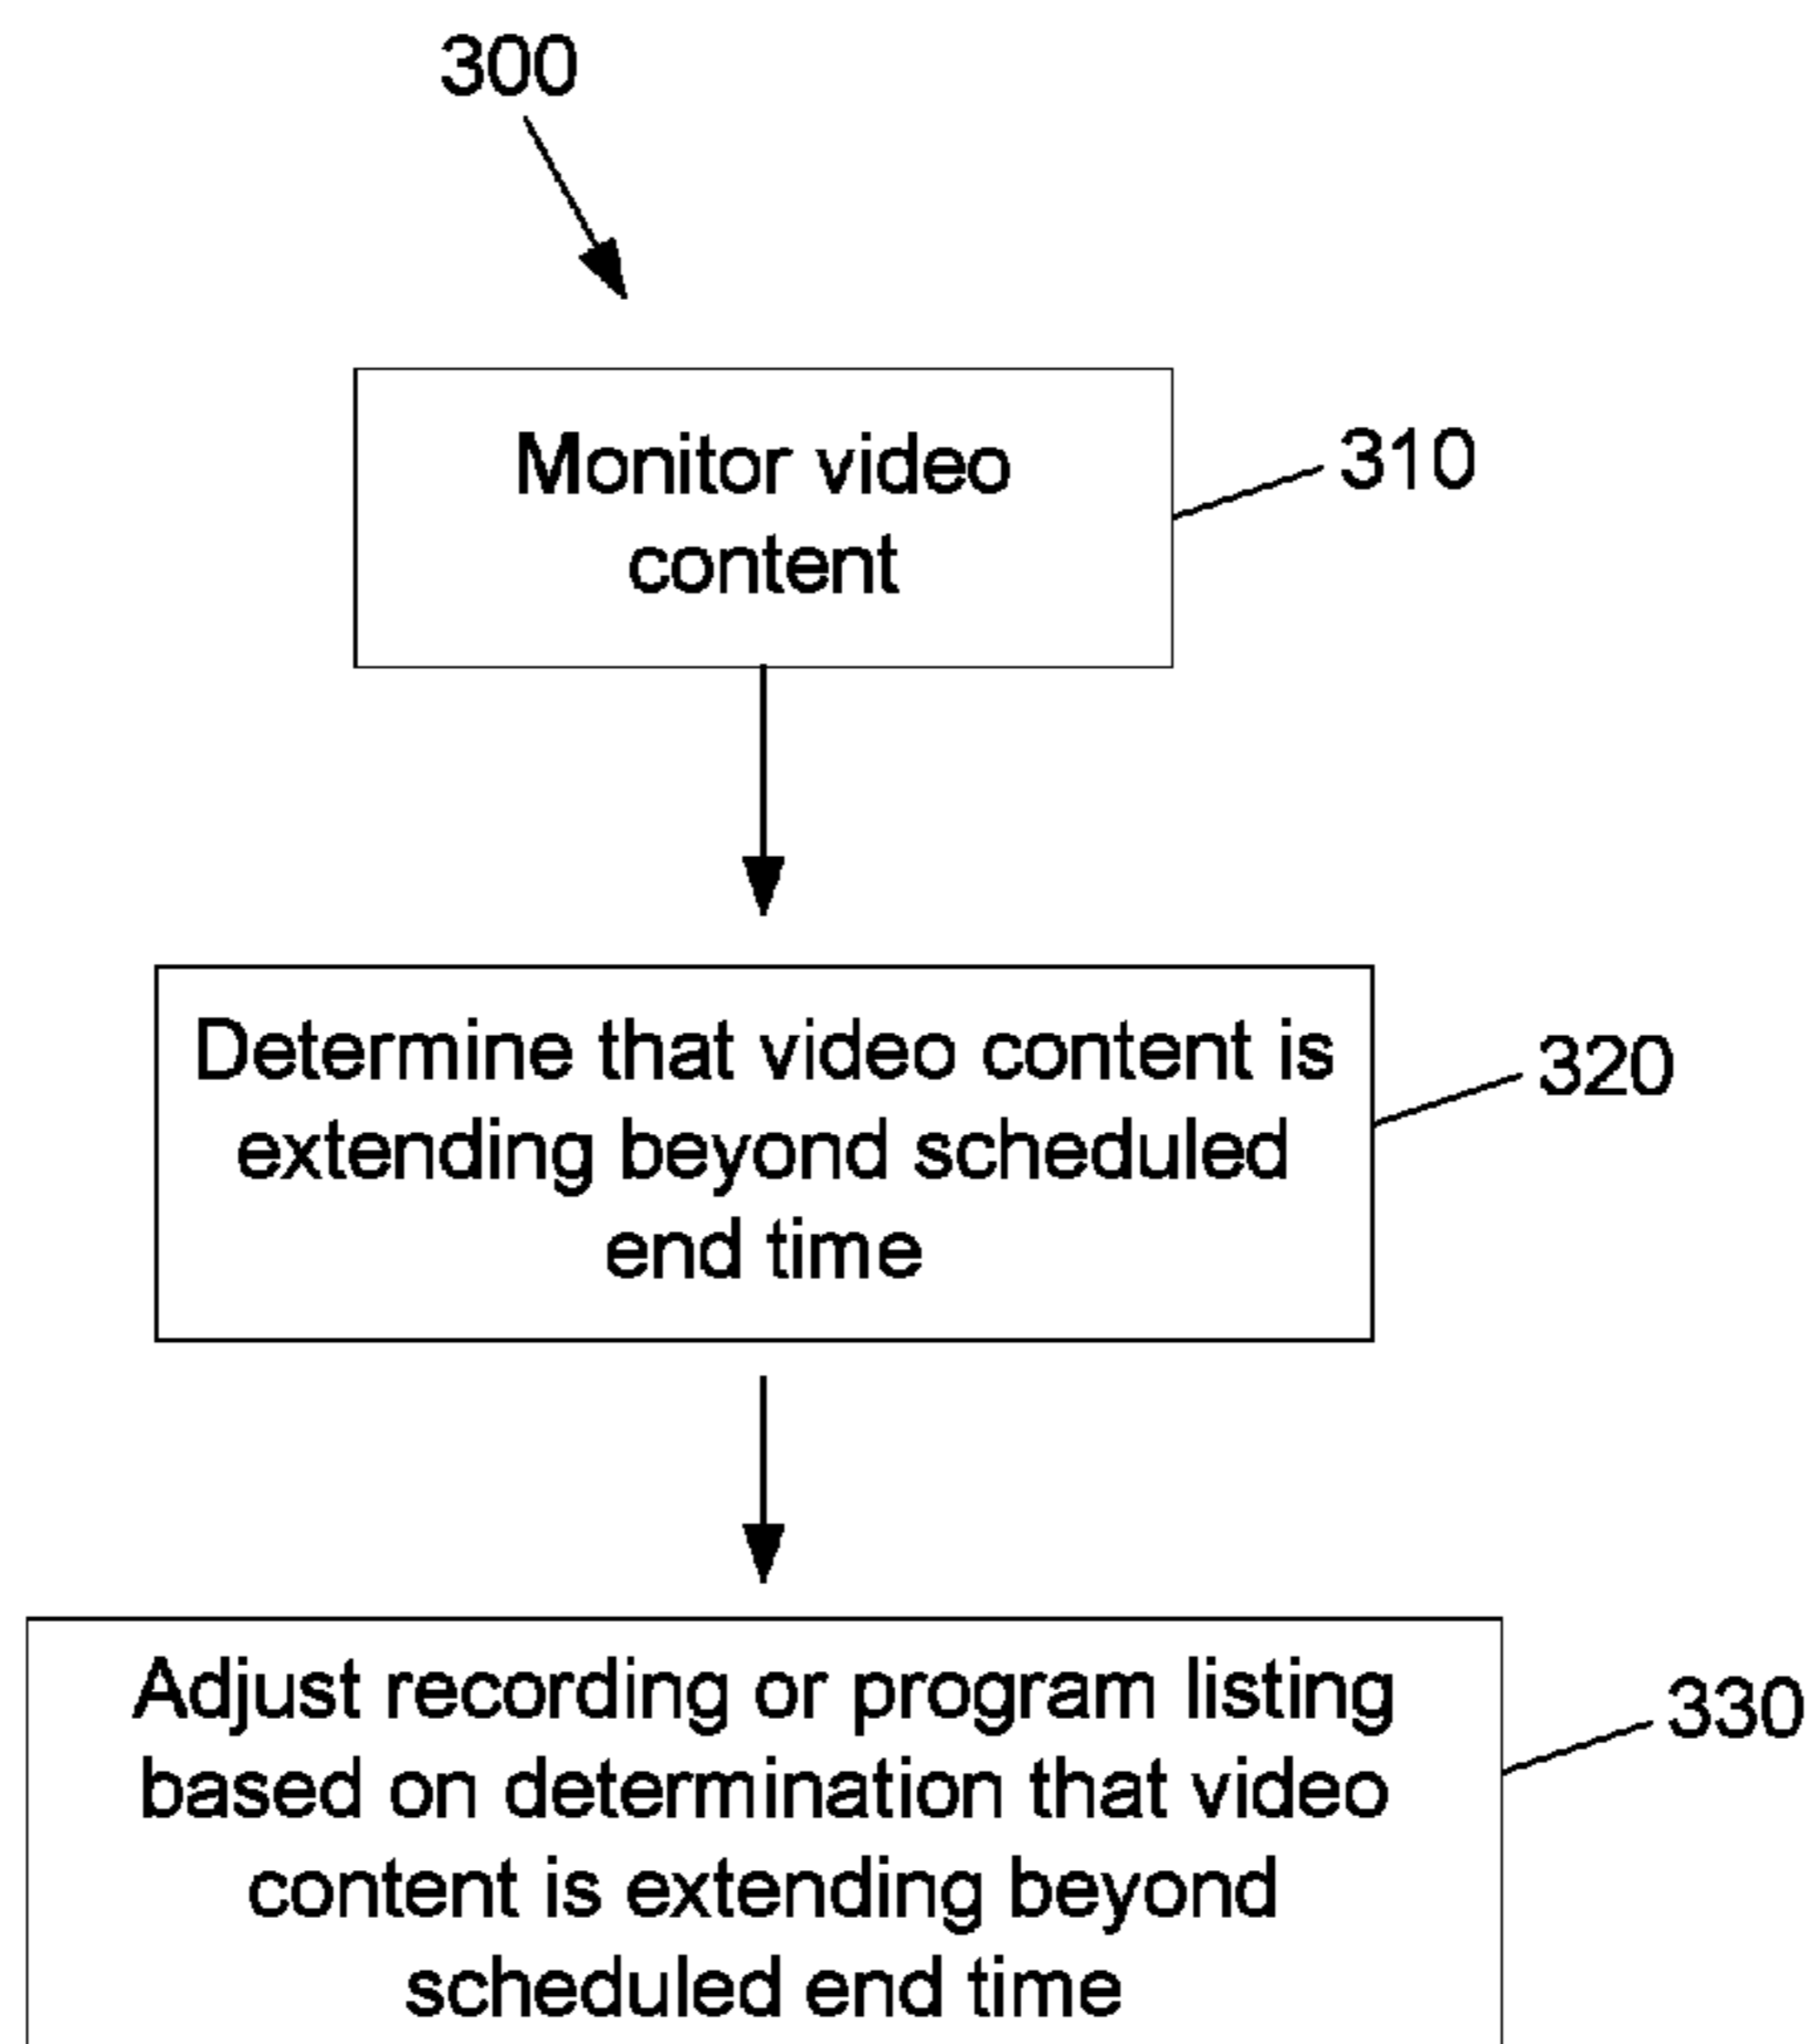 300
Monitor video
content
310
Determine that video content is
extending beyond scheduled
end time
320
Adjust recording or program listing
based on determination that video
content is extending beyond
scheduled end time
330